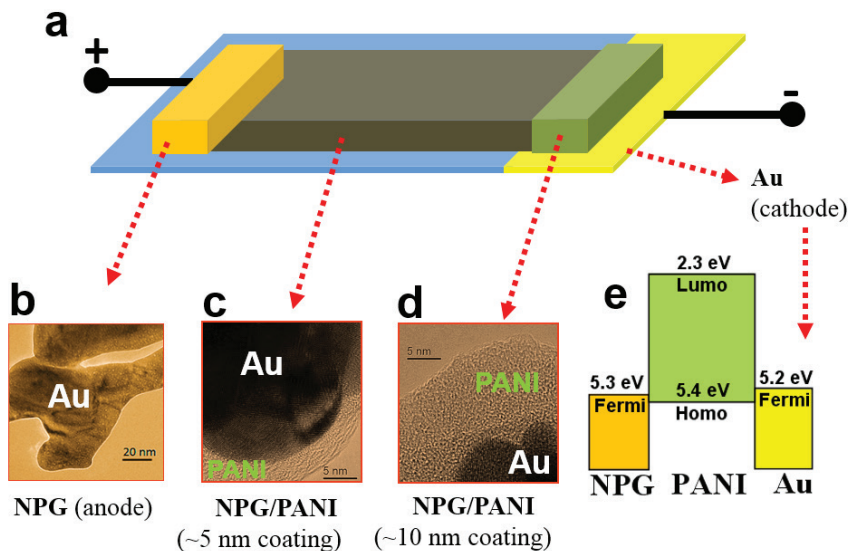 a
+
-
Au
(cathode)
b
Au
20 nm
NPG (anode)
c
Au
PANI
5 nm
NPG/PANI
(~5 nm coating)
d
5 nm
PANI
Au
NPG/PANI
(~10 nm coating)
e
2.3 eV
Lumo
5.3 eV
Fermi
5.4 eV
Homo
5.2 eV
Fermi
NPG PANI Au